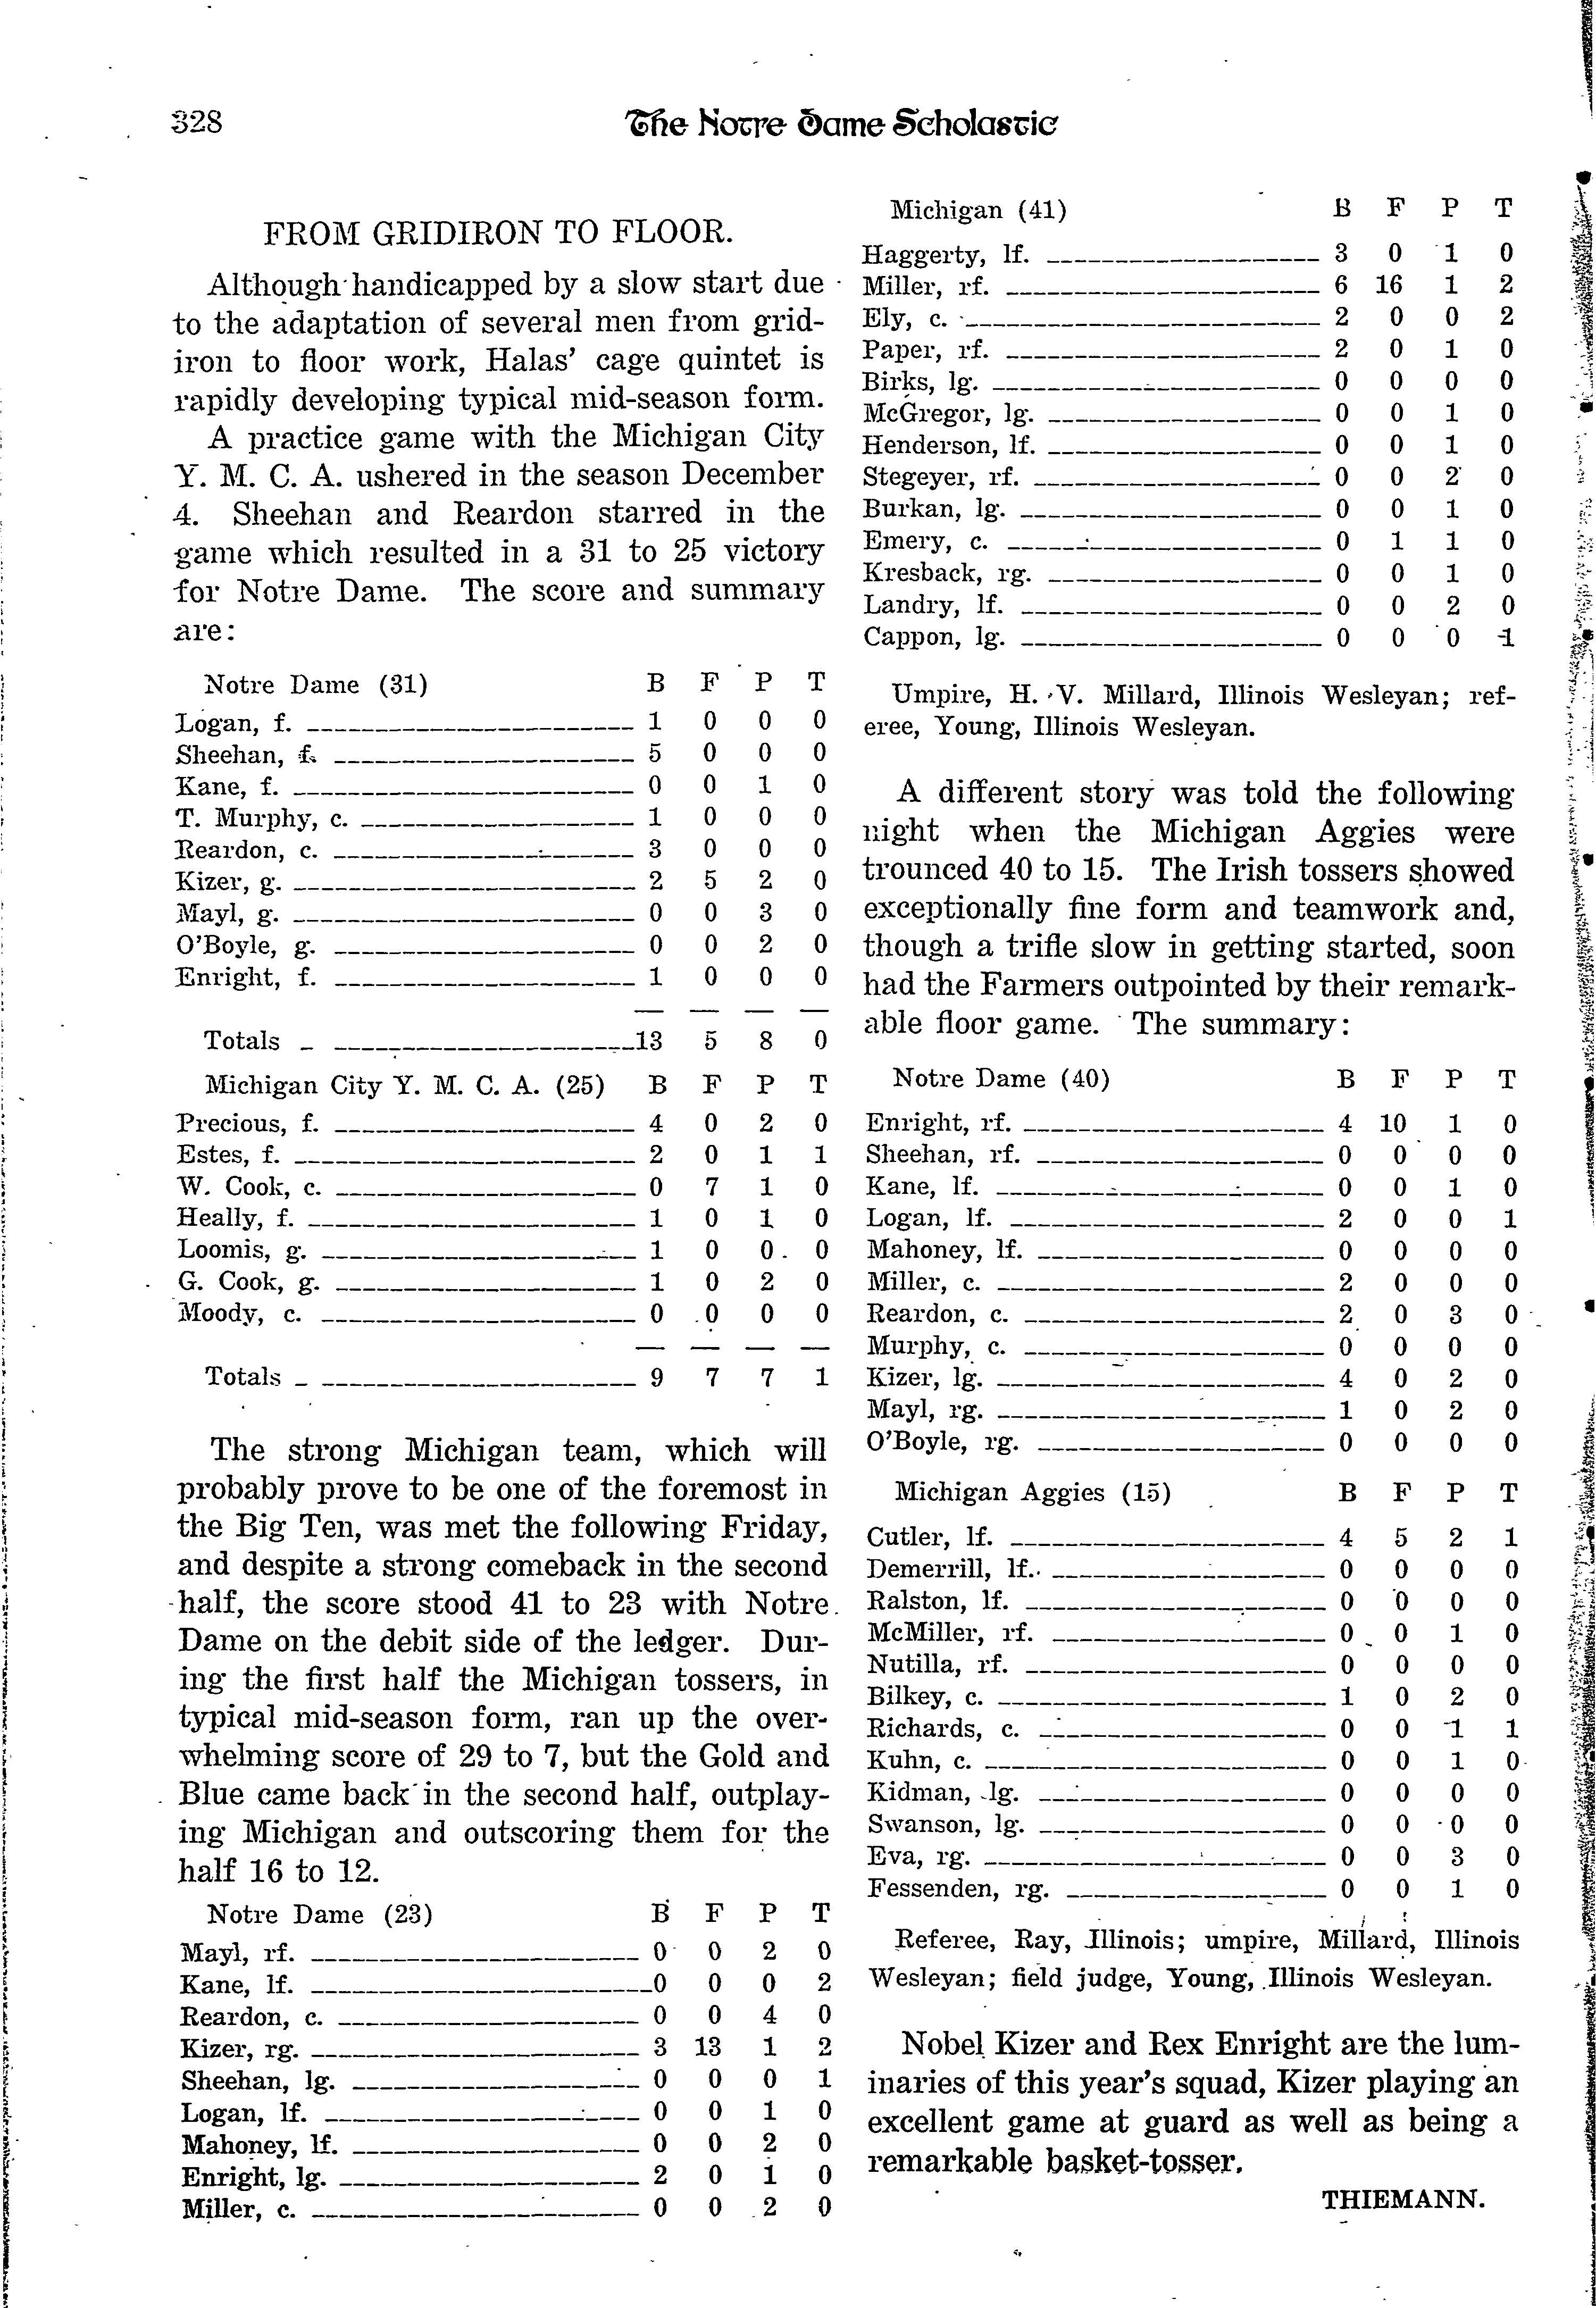 328
The Notre Dame Scholastic
FROM GRIDIRON TO FLOOR.
Although handicapped by a slow start due
to the adaptation of several men from grid-
iron to floor work, Halas' cage quintet is
rapidly developing typical mid-season form.
A practice game with the Michigan City
Y. M. C. A. ushered in the season December
4. Sheehan and Reardon starred in the
game which resulted in a 31 to 25 victory
for Notre Dame. The score and summary
are:
Notre Dame (31) B F P T
Logan, f. 1 0 0 0
Sheehan, f. 5 0 0 0
Kane, f. 0 0 1 0
T. Murphy, c. 1 0 0 0
Reardon, c. 3 0 0 0
Kizer, g. 2 5 2 0
Mayl, g. 0 0 3 0
O'Boyle, g. 0 0 2 0
Enright, f. 1 0 0 0
Totals 13 5 8 0
Michigan City Y. M. C. A. (25) B F P T
Precious, f. 4 0 2 0
Estes, f. 2 0 1 1
W. Cook, c. 0 7 1 0
Heally, f. 1 0 1 0
Loomis, g. 1 0 0 0
G. Cook, g. 1 0 2 0
Moody, c. 0 0 0 0
Totals 9 7 7 1
The strong Michigan team, which will
probably prove to be one of the foremost in
the Big Ten, was met the following Friday,
and despite a strong comeback in the second
half, the score stood 41 to 23 with Notre
Dame on the debit side of the ledger. Dur-
ing the first half the Michigan tossers, in
typical mid-season form, ran up the over-
whelming score of 29 to 7, but the Gold and
Blue came back in the second half, outplay-
ing Michigan and outscoring them for the
half 16 to 12.
Notre Dame (23) B F P T
Mayl, rf. 0 0 2 0
Kane, lf. 0 0 0 2
Reardon, c. 0 0 4 0
Kizer, rg. 3 13 1 2
Sheehan, lg. 0 0 0 1
Logan, lf. 0 0 1 0
Mahoney, lf. 0 0 2 0
Enright, lg. 2 0 1 0
Miller, c. 0 0 2 0
Michigan (41) B F P T
Haggerty, lf. 3 0 1 0
Miller, rf. 6 16 1 2
Ely, c. 2 0 0 2
Paper, rf. 2 0 1 0
Birks, lg. 0 0 0 0
McGregor, lg. 0 0 1 0
Henderson, lf. 0 0 1 0
Stegeyer, rf. 0 0 2 0
Burkan, lg. 0 0 1 0
Emery, c. 0 1 1 0
Kresback, rg. 0 0 1 0
Landry, lf. 0 0 2 0
Cappon, lg. 0 0 0 1
Umpire, H. V. Millard, Illinois Wesleyan; ref-
eree, Young, Illinois Wesleyan.
A different story was told the following
night when the Michigan Aggies were
trounced 40 to 15. The Irish tossers showed
exceptionally fine form and teamwork and,
though a trifle slow in getting started, soon
had the Farmers outpointed by their remark-
able floor game. The summary:
Notre Dame (40) B F P T
Enright, rf. 4 10 1 0
Sheehan, rf. 0 0 0 0
Kane, lf. 0 0 1 0
Logan, lf. 2 0 0 1
Mahoney, lf. 0 0 0 0
Miller, c. 2 0 0 0
Reardon, c. 2 0 3 0
Murphy, c. 0 0 0 0
Kizer, lg. 4 0 2 0
Mayl, rg. 1 0 2 0
O'Boyle, rg. 0 0 0 0
Michigan Aggies (15) B F P T
Cutler, lf. 4 5 2 1
Demerrill, lf. 0 0 0 0
Ralston, lf. 0 0 0 0
McMiller, rf. 0 0 1 0
Nutilla, rf. 0 0 0 0
Bilkey, c. 1 0 2 0
Richards, c. 0 0 1 1
Kuhn, c. 0 0 1 0
Kidman, lg. 0 0 0 0
Swanson, lg. 0 0 0 0
Eva, rg. 0 0 3 0
Fessenden, rg. 0 0 1 0
Referee, Ray, Illinois; umpire, Millard, Illinois
Wesleyan; field judge, Young, Illinois Wesleyan.
Nobel Kizer and Rex Enright are the lum-
inaries of this year's squad, Kizer playing an
excellent game at guard as well as being a
remarkable basket-tosser.
THIEMANN.